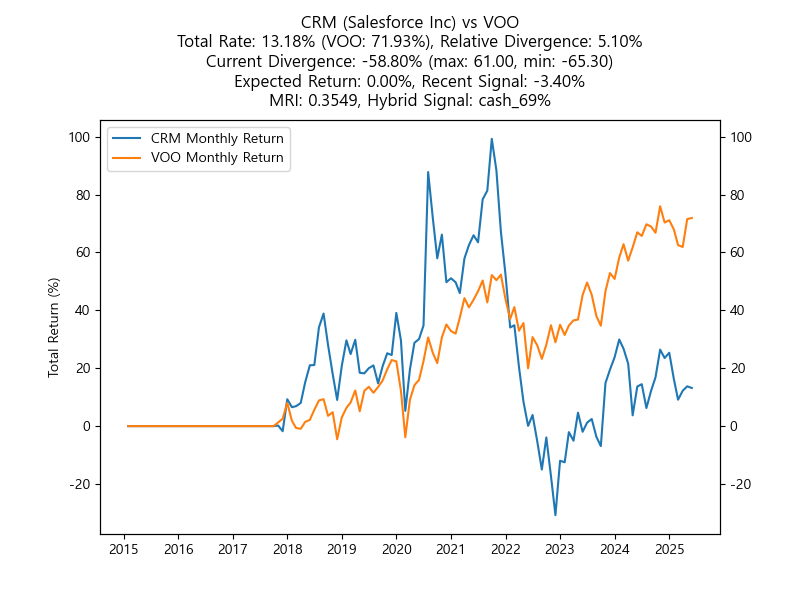 CRM (Salesforce Inc) vs VOO
Total Rate: 13.18% (VOO: 71.93%), Relative Divergence: 5.10%
Current Divergence: -58.80% (max: 61.00, min: -65.30)
Expected Return: 0.00%, Recent Signal: -3.40%
MRI: 0.3549, Hybrid Signal: cash_69%
CRM Monthly Return
VOO Monthly Return
Total Return (%)
100
80
60
40
20
0
-20
100
80
60
40
20
0
-20
2015 2016 2017 2018 2019 2020 2021 2022 2023 2024 2025